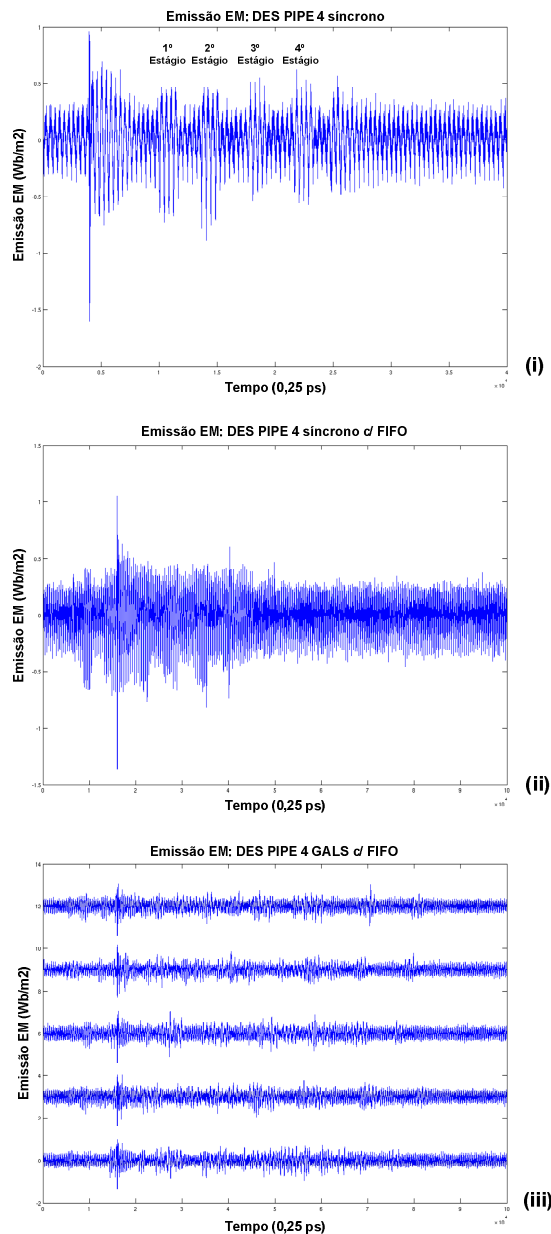 Emissão EM: DES PIPE 4 síncrono
1º 2º 3º 4º
Estágio Estágio Estágio Estágio
Emissão EM (Wb/m2)
1
0.5
0
-0.5
-1
-1.5
-2
0 0.5 1 1.5 2 2.5 3 3.5 4
x 10⁴
Tempo (0,25 ps)
(i)
Emissão EM: DES PIPE 4 síncrono c/ FIFO
Emissão EM (Wb/m2)
1.5
1
0.5
0
-0.5
-1
-1.5
0 1 2 3 4 5 6 7 8 9 10
x 10⁴
Tempo (0,25 ps)
(ii)
Emissão EM: DES PIPE 4 GALS c/ FIFO
Emissão EM (Wb/m2)
14
12
10
8
6
4
2
0
-2
0 1 2 3 4 5 6 7 8 9 10
x 10⁴
Tempo (0,25 ps)
(iii)